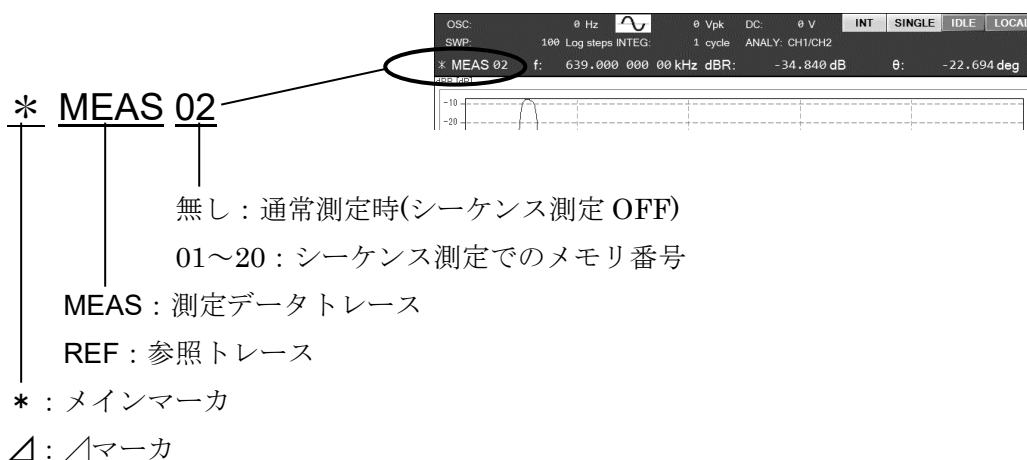 OSC: 0 Hz 0 Vpk DC: 0 V INT SINGLE IDLE LOCAL
SWP: 100 Log steps INTEG: 1 cycle ANALY: CH1/CH2
* MEAS 02 f: 639.000 000 00 kHz dBR: -34.840 dB θ: -22.694 deg
dBR [dB]
-10
-20
* MEAS 02
無し：通常測定時(シーケンス測定 OFF)
01～20：シーケンス測定でのメモリ番号
MEAS：測定データトレース
REF：参照トレース
*：メインマーカ
⊿：⊿マーカ